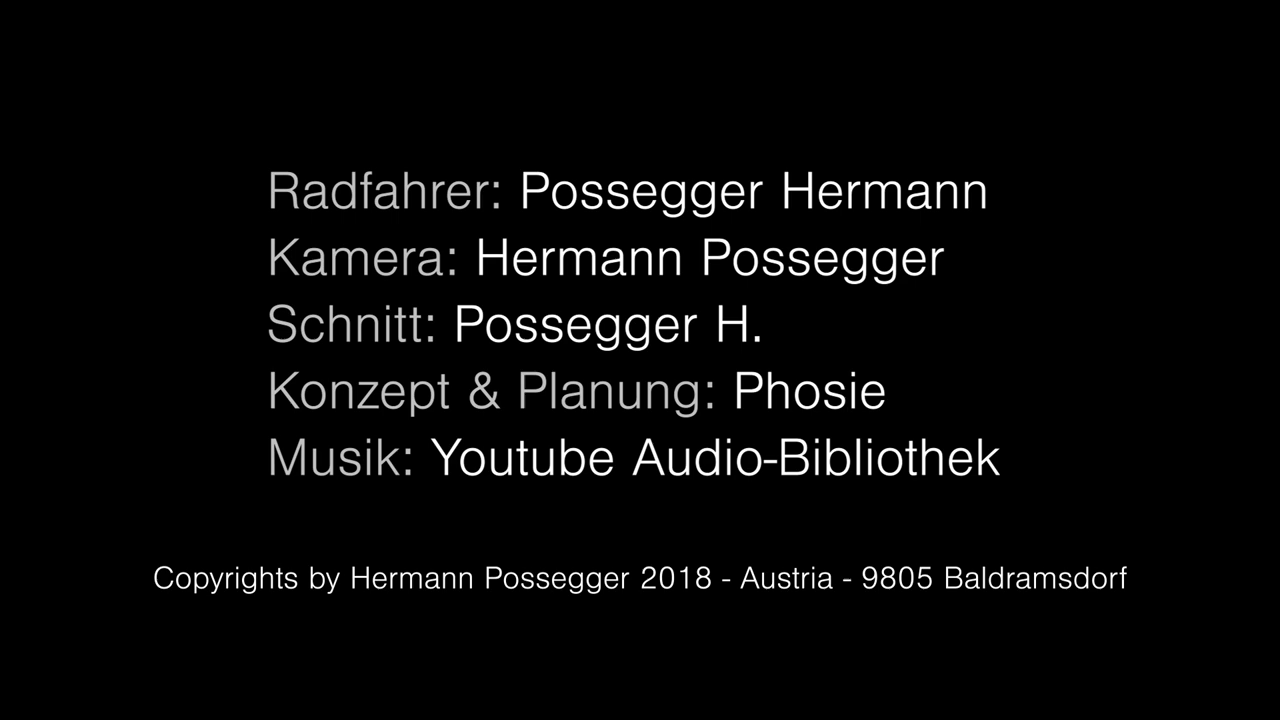 Radfahrer: Possegger Hermann
Kamera: Hermann Possegger
Schnitt: Possegger H.
Konzept & Planung: Phosie
Musik: Youtube Audio-Bibliothek
Copyrights by Hermann Possegger 2018 - Austria - 9805 Baldramsdorf